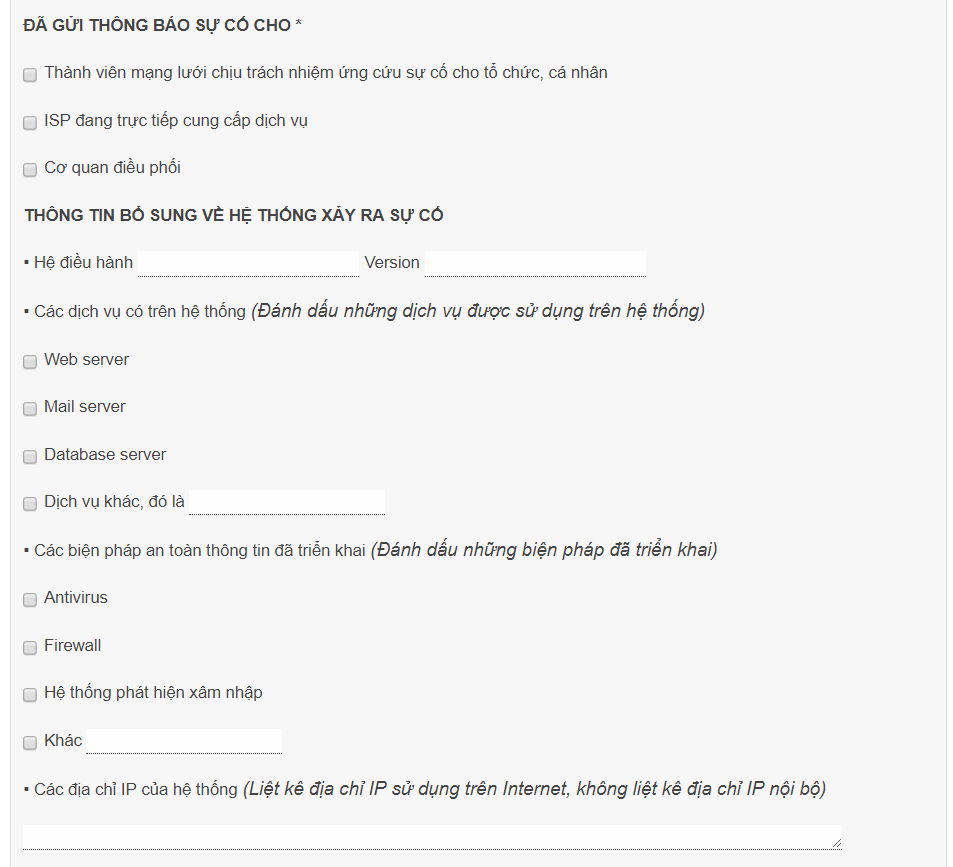 ĐÃ GỬI THÔNG BÁO SỰ CỐ CHO *
Thành viên mạng lưới chịu trách nhiệm ứng cứu sự cố cho tổ chức, cá nhân
ISP đang trực tiếp cung cấp dịch vụ
Cơ quan điều phối
THÔNG TIN BỔ SUNG VỀ HỆ THỐNG XẢY RA SỰ CỐ
▪ Hệ điều hành Version
▪ Các dịch vụ có trên hệ thống (Đánh dấu những dịch vụ được sử dụng trên hệ thống)
Web server
Mail server
Database server
Dịch vụ khác, đó là
▪ Các biện pháp an toàn thông tin đã triển khai (Đánh dấu những biện pháp đã triển khai)
Antivirus
Firewall
Hệ thống phát hiện xâm nhập
Khác
▪ Các địa chỉ IP của hệ thống (Liệt kê địa chỉ IP sử dụng trên Internet, không liệt kê địa chỉ IP nội bộ)